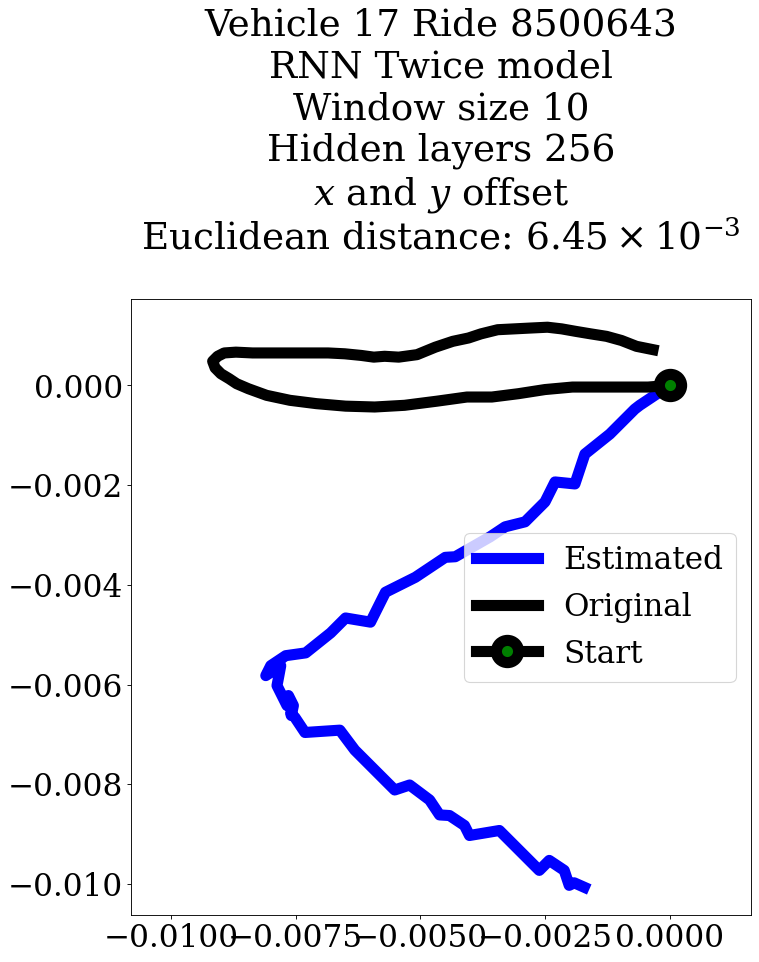 Vehicle 17 Ride 8500643
RNN Twice model
Window size 10
Hidden layers 256
x and y offset
Euclidean distance: 6.45 × 10⁻³
0.000
−0.002
−0.004
−0.006
−0.008
−0.010
Estimated
Original
Start
−0.0100 −0.0075 −0.0050 −0.0025 0.0000